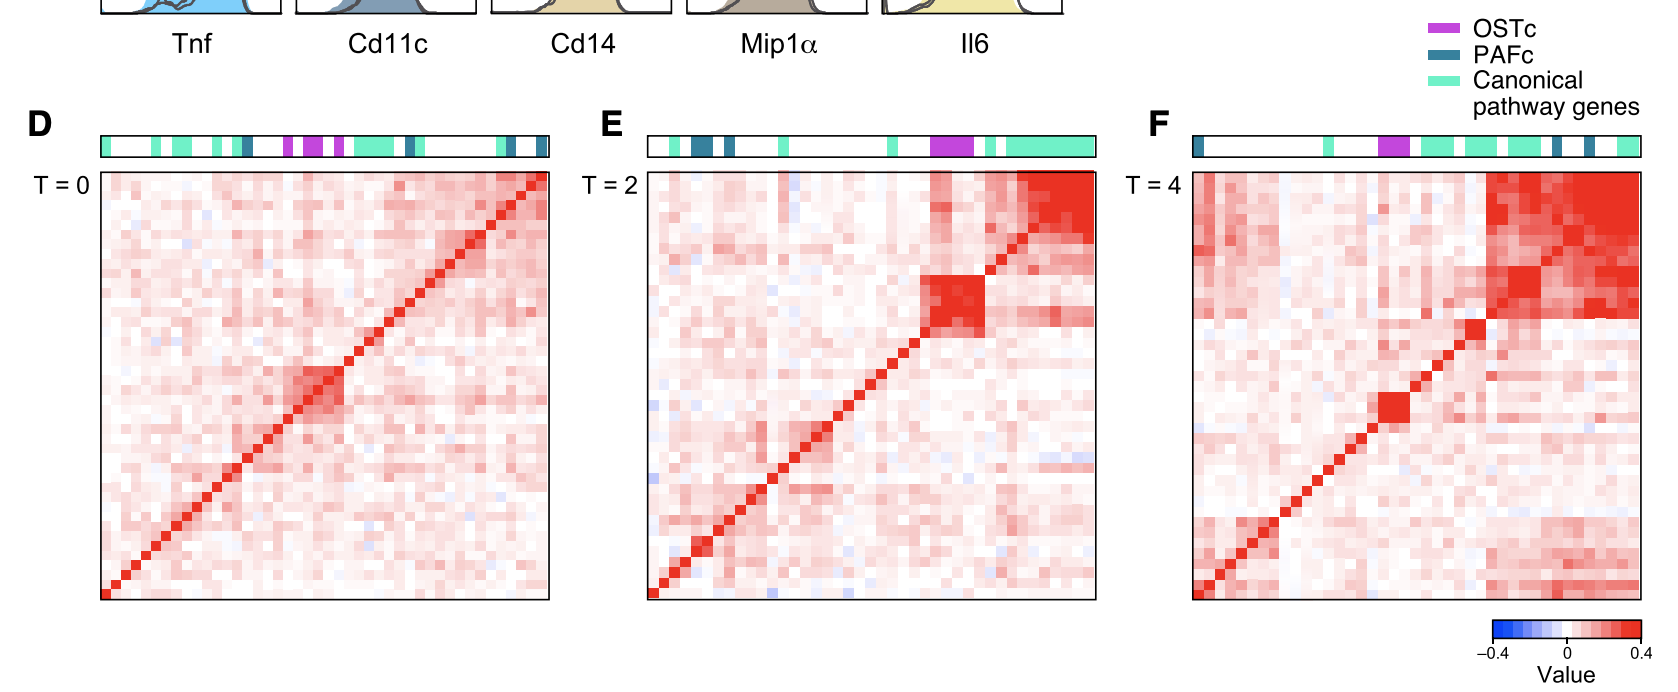 Tnf
Cd11c
Cd14
Mip1α
Il6
OSTc
PAFc
Canonical
pathway genes
D
E
F
T = 0
T = 2
T = 4
−0.4
0
0.4
Value